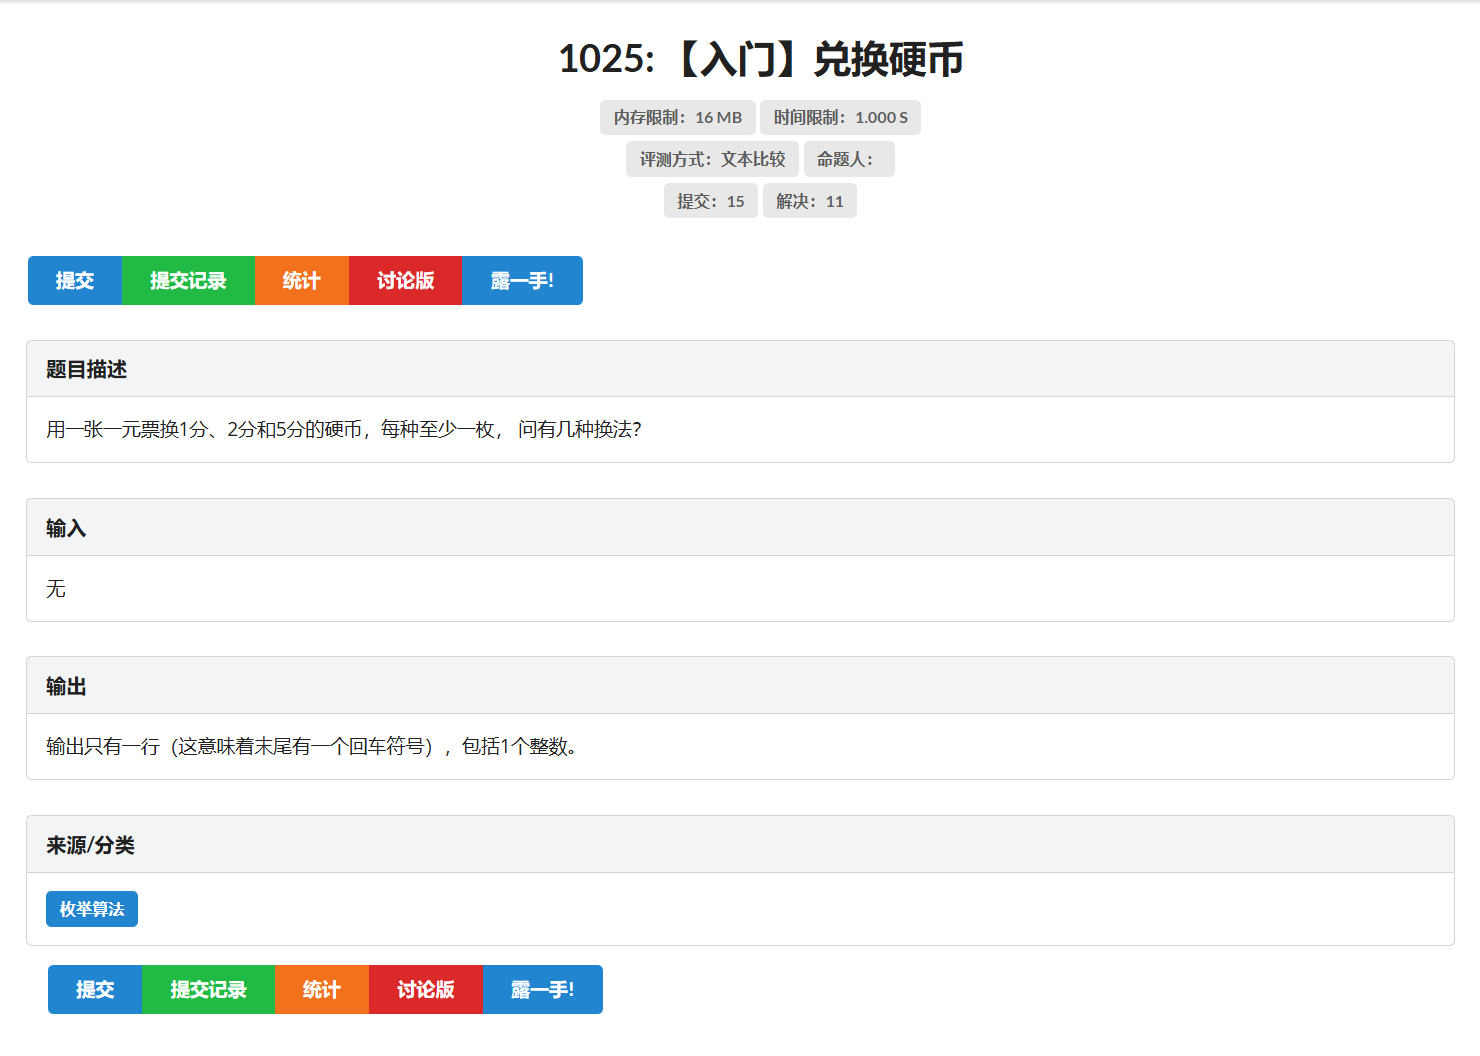 1025: 【入门】兑换硬币
内存限制：16 MB 时间限制：1.000 S
评测方式：文本比较 命题人：
提交：15 解决：11
提交 提交记录 统计 讨论版 露一手!
题目描述
用一张一元票换1分、2分和5分的硬币，每种至少一枚， 问有几种换法?
输入
无
输出
输出只有一行（这意味着末尾有一个回车符号），包括1个整数。
来源/分类
枚举算法
提交 提交记录 统计 讨论版 露一手!